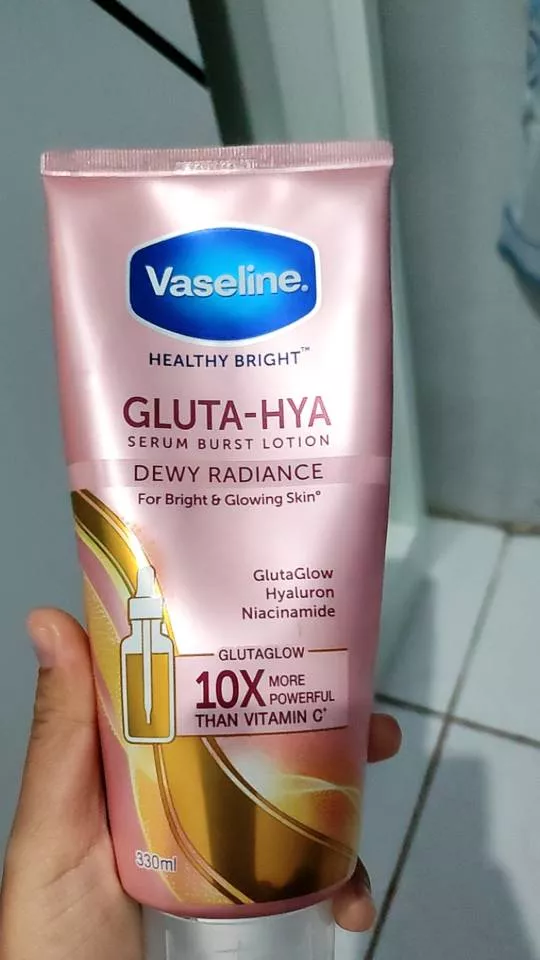 Vaseline.
HEALTHY BRIGHT™
GLUTA-HYA
SERUM BURST LOTION
DEWY RADIANCE
For Bright & Glowing Skin°
GlutaGlow
Hyaluron
Niacinamide
GLUTAGLOW
10X MORE
POWERFUL
THAN VITAMIN C*
330ml